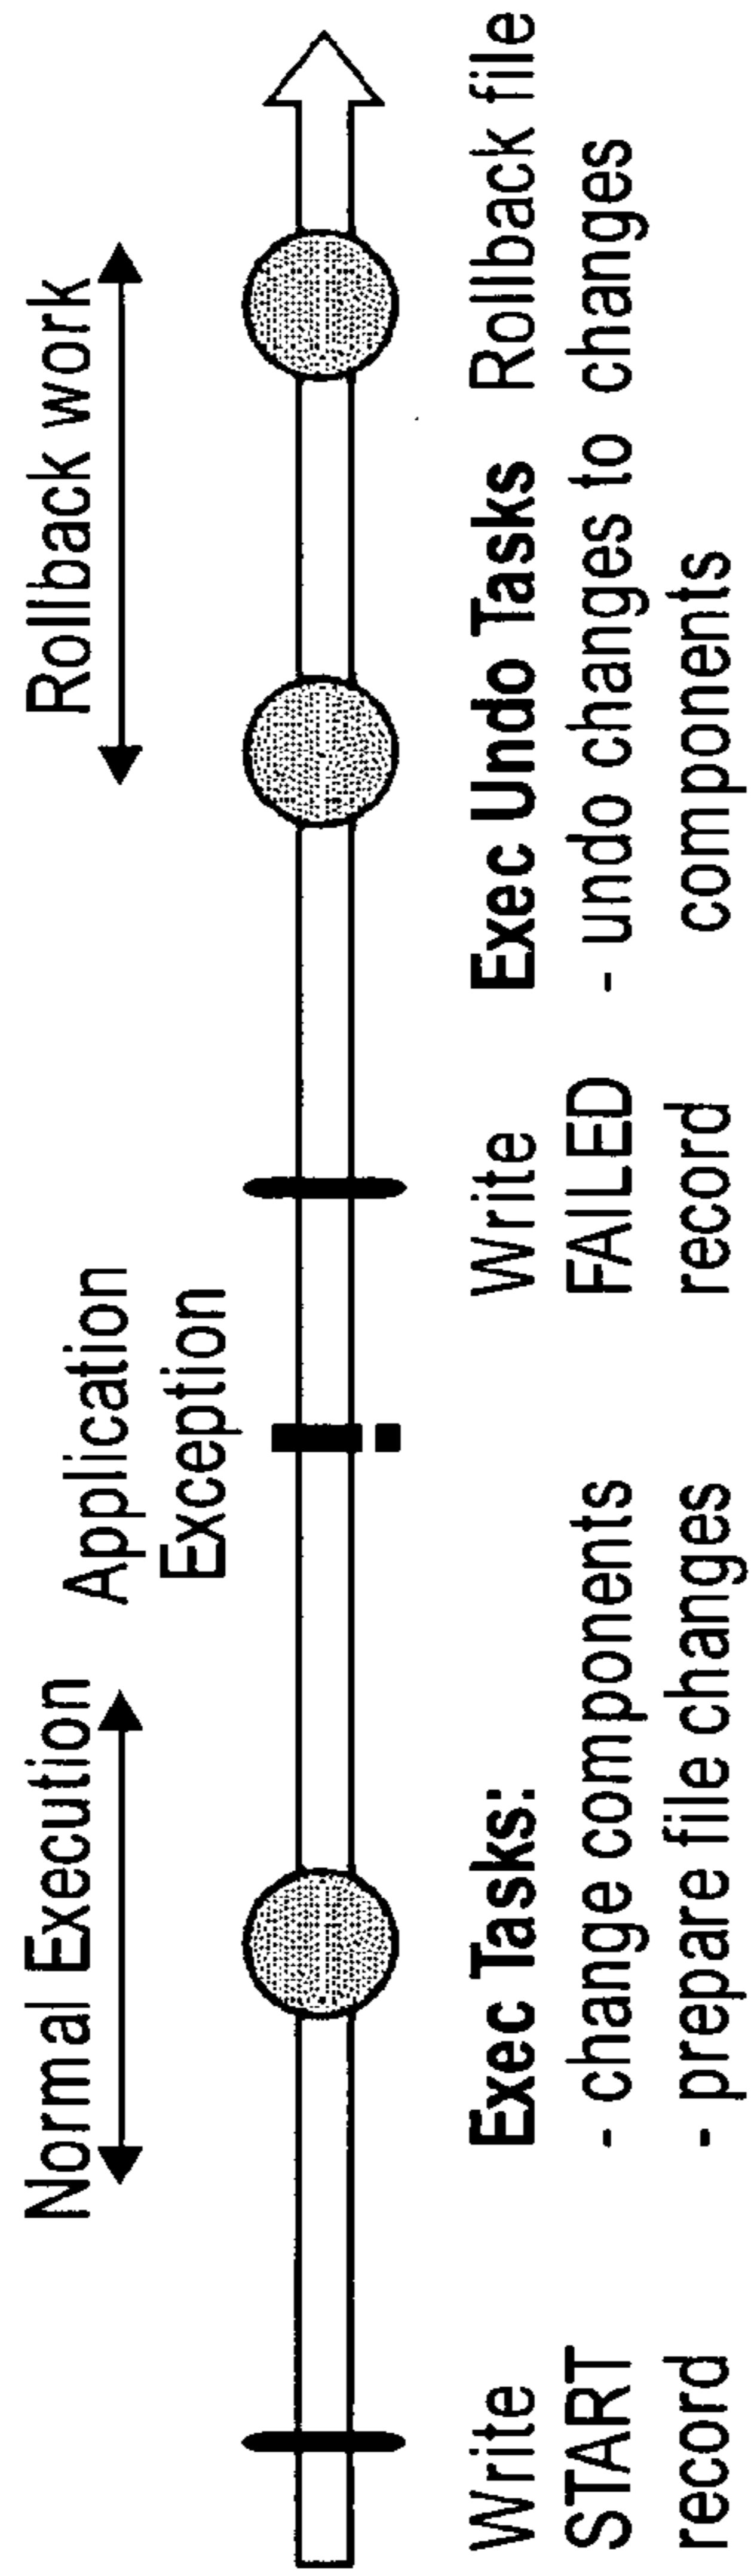 Normal Execution
Application
Exception
Rollback work
Write
START
record
Exec Tasks:
- change components
- prepare file changes
Write
FAILED
record
Exec Undo Tasks
- undo changes to
components
Rollback file
changes